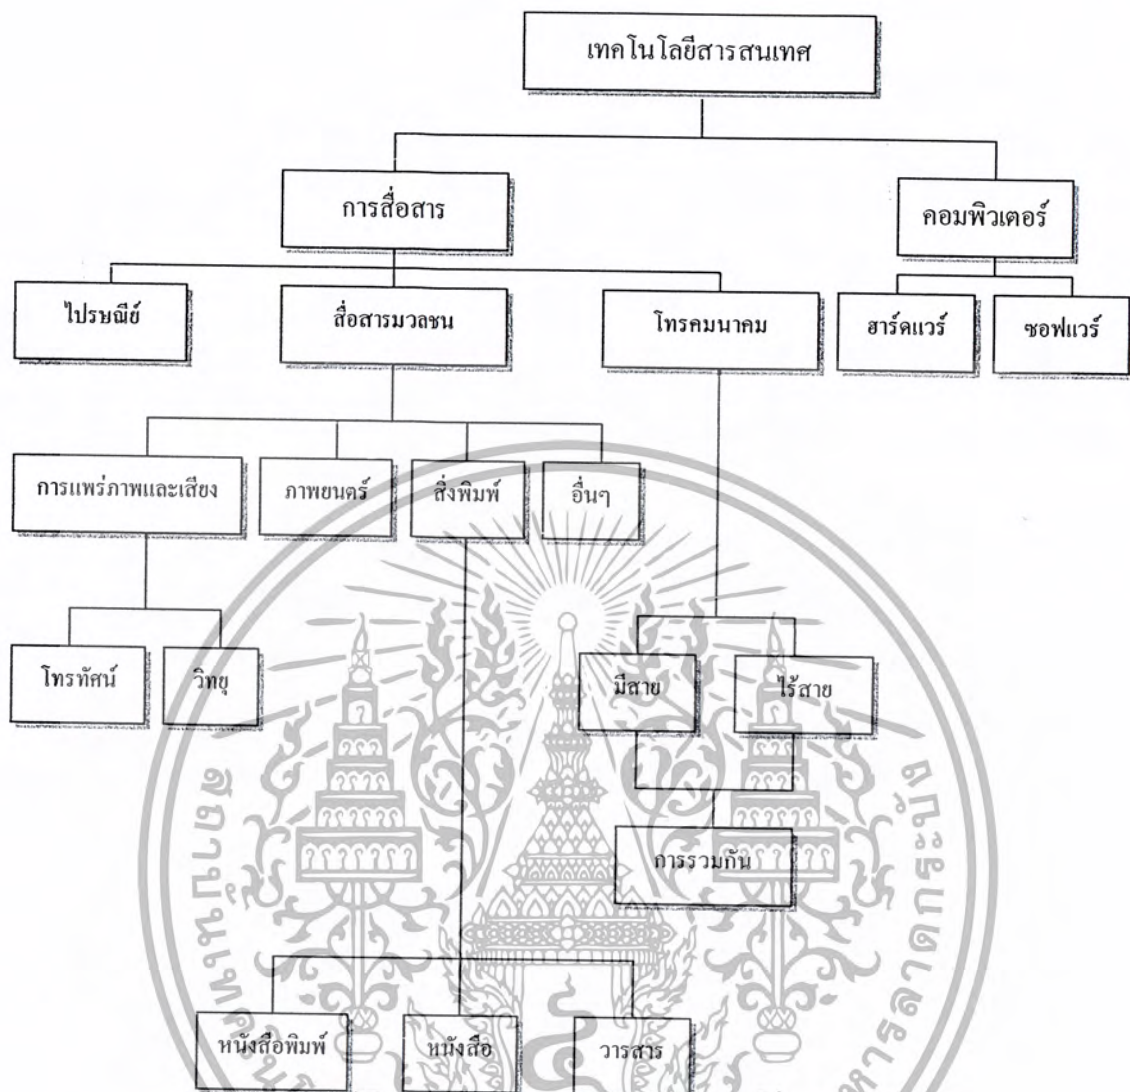 เทคโนโลยีสารสนเทศ
การสื่อสาร
คอมพิวเตอร์
ไปรษณีย์
สื่อสารมวลชน
โทรคมนาคม
ฮาร์ดแวร์
ซอฟแวร์
การแพร่ภาพและเสียง
ภาพยนตร์
สิ่งพิมพ์
อื่นๆ
โทรทัศน์
วิทยุ
มีสาย
ไร้สาย
การรวมกัน
หนังสือพิมพ์
หนังสือ
วารสาร